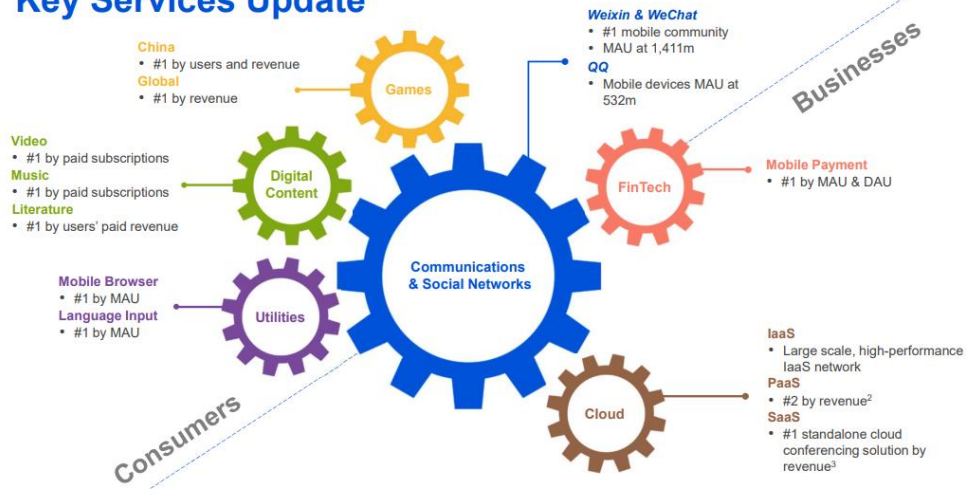 Key Services Update
China
• #1 by users and revenue
Global
• #1 by revenue
Games
Weixin & WeChat
• #1 mobile community
• MAU at 1,411m
QQ
• Mobile devices MAU at
532m
Businesses
Video
• #1 by paid subscriptions
Music
• #1 by paid subscriptions
Literature
• #1 by users' paid revenue
Digital
Content
FinTech
Mobile Payment
• #1 by MAU & DAU
Communications
& Social Networks
Mobile Browser
• #1 by MAU
Language Input
• #1 by MAU
Utilities
Consumers
Cloud
IaaS
• Large scale, high-performance
IaaS network
PaaS
• #2 by revenue²
SaaS
• #1 standalone cloud
conferencing solution by
revenue³